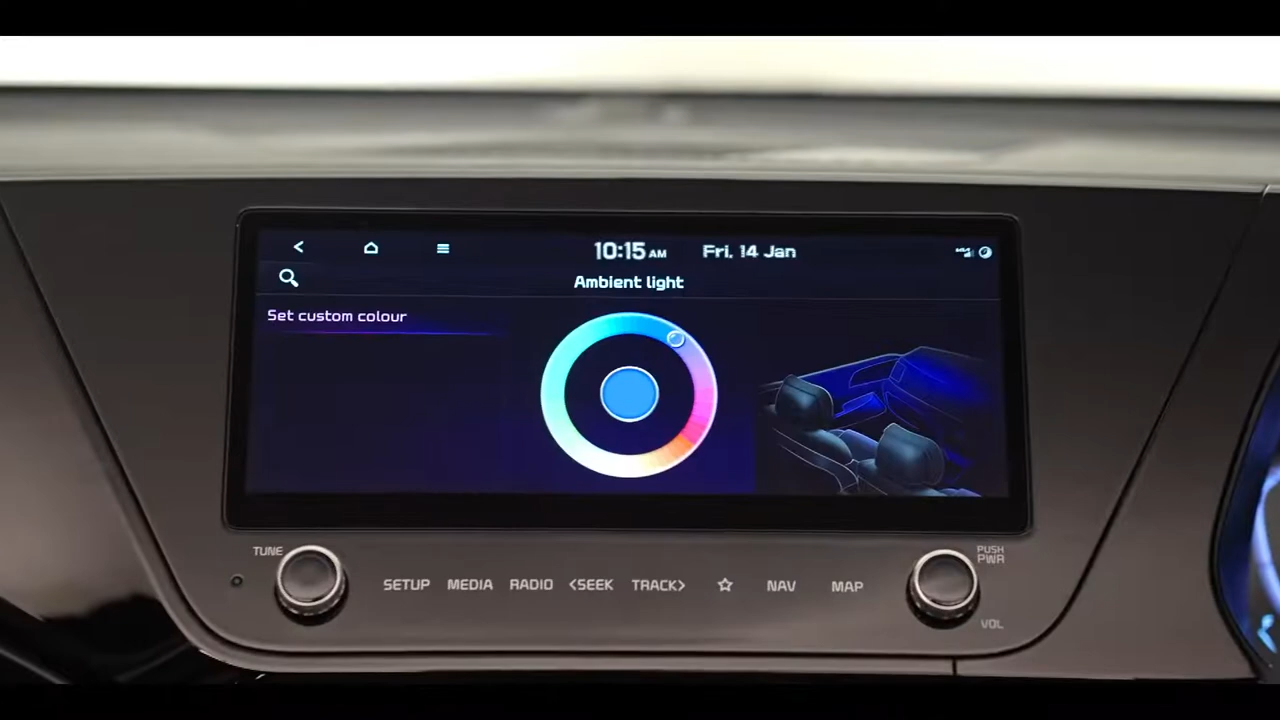 10:15 AM Fri, 14 Jan
Ambient light
Set custom colour
TUNE
PUSH
PWR
SETUP MEDIA RADIO <SEEK TRACK> NAV MAP
VOL